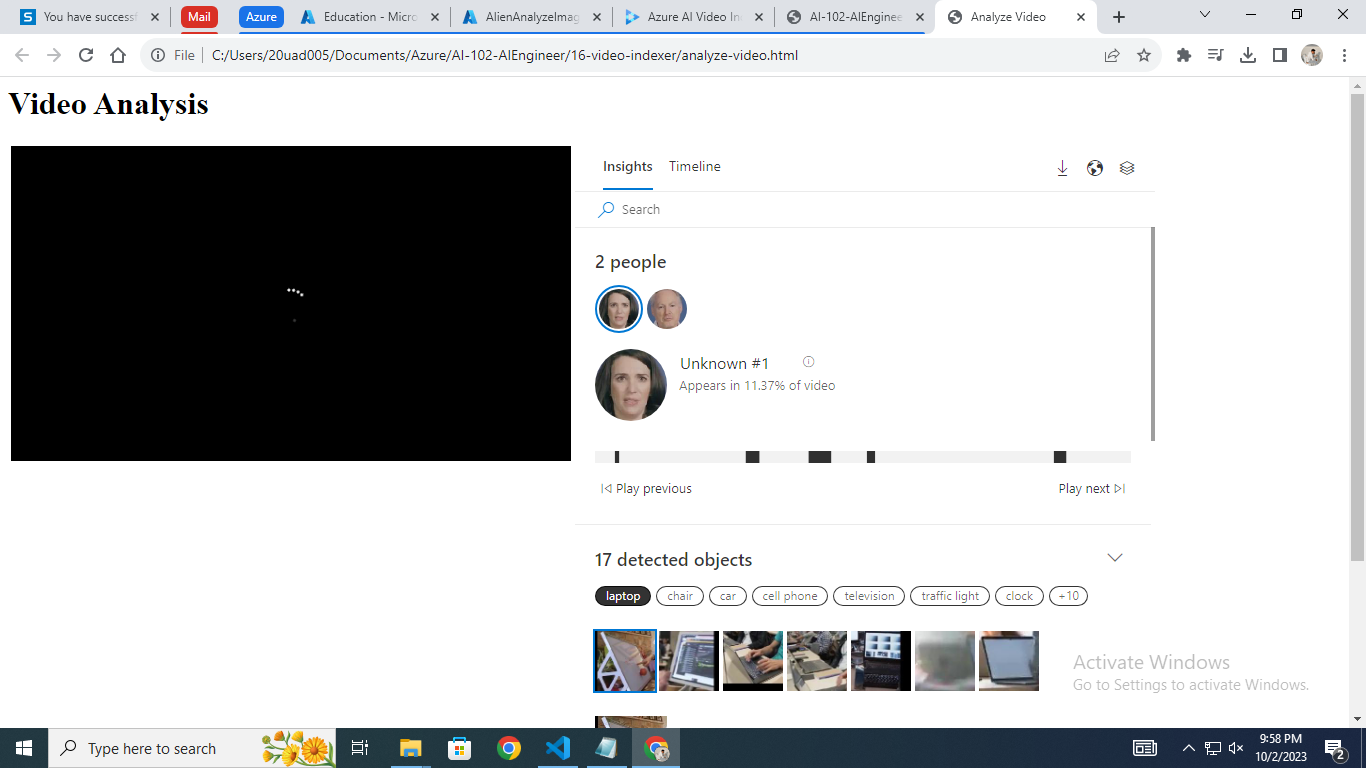 You have successf
Mail
Azure
Education - Micro
AlienAnalyzeImag
Azure AI Video In
AI-102-AIEnginee
Analyze Video
File
C:/Users/20uad005/Documents/Azure/AI-102-AIEngineer/16-video-indexer/analyze-video.html
Video Analysis
Insights
Timeline
Search
2 people
Unknown #1
Appears in 11.37% of video
Play previous
Play next
17 detected objects
laptop
chair
car
cell phone
television
traffic light
clock
+10
Activate Windows
Go to Settings to activate Windows.
Type here to search
9:58 PM
10/2/2023
2